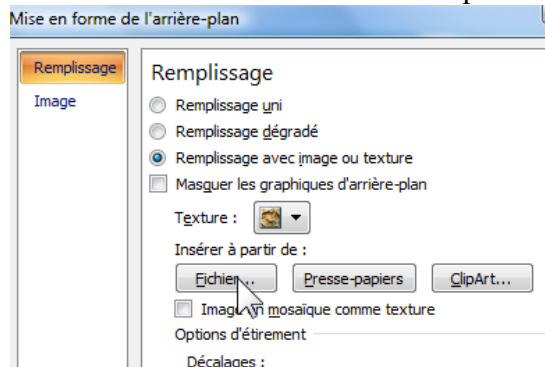 Mise en forme de l'arrière-plan
Remplissage
Image
Remplissage
Remplissage uni
Remplissage dégradé
Remplissage avec image ou texture
Masquer les graphiques d'arrière-plan
Texture :
Insérer à partir de :
Fichier... Presse-papiers ClipArt...
Image en mosaïque comme texture
Options d'étirement
Décalages :